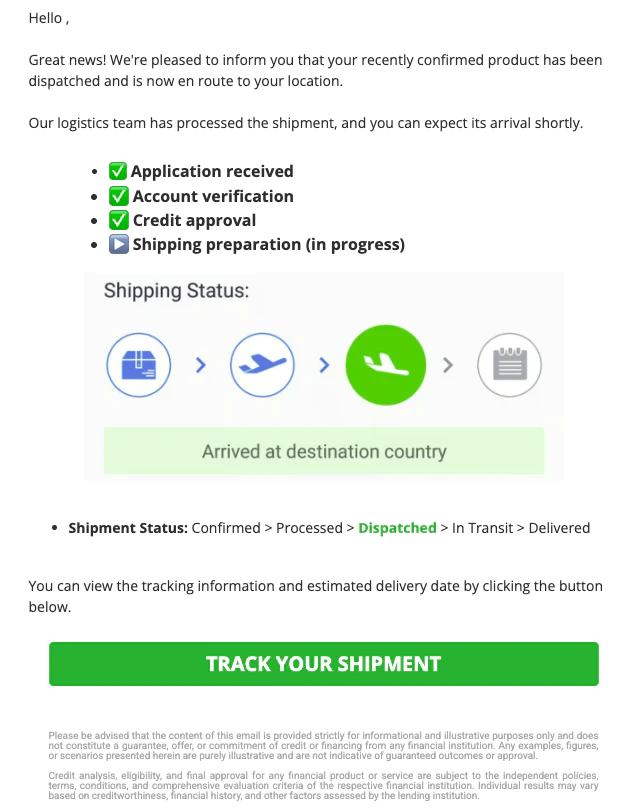 Hello ,
Great news! We're pleased to inform you that your recently confirmed product has been
dispatched and is now en route to your location.
Our logistics team has processed the shipment, and you can expect its arrival shortly.
• ✅ Application received
• ✅ Account verification
• ✅ Credit approval
• ▶️ Shipping preparation (in progress)
Shipping Status:
Arrived at destination country
• Shipment Status: Confirmed > Processed > Dispatched > In Transit > Delivered
You can view the tracking information and estimated delivery date by clicking the button
below.
TRACK YOUR SHIPMENT
Please be advised that the content of this email is provided strictly for informational and illustrative purposes only and does
not constitute a guarantee, offer, or commitment of credit or financing from any financial institution. Any examples, figures,
or scenarios presented herein are purely illustrative and are not indicative of guaranteed outcomes or approval.
Credit analysis, eligibility, and final approval for any financial product or service are subject to the independent policies,
terms, conditions, and comprehensive evaluation criteria of the respective financial institution. Individual results may vary
based on creditworthiness, financial history, and other factors assessed by the lending institution.